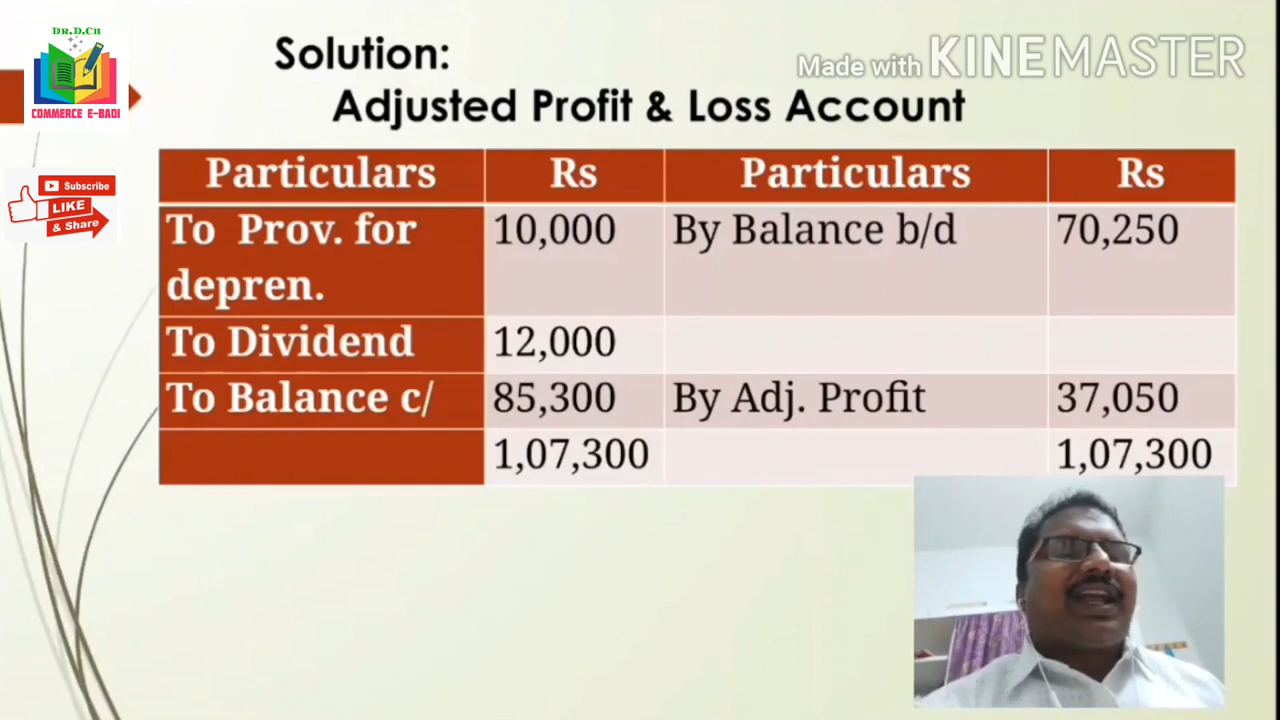 DR.D.CH
COMMERCE E-BADI
Subscribe
LIKE
& Share
Made with KINEMASTER
Solution:
Adjusted Profit & Loss Account
Particulars Rs Particulars Rs
To Prov. for 10,000 By Balance b/d 70,250
depren.
To Dividend 12,000
To Balance c/ 85,300 By Adj. Profit 37,050
1,07,300 1,07,300